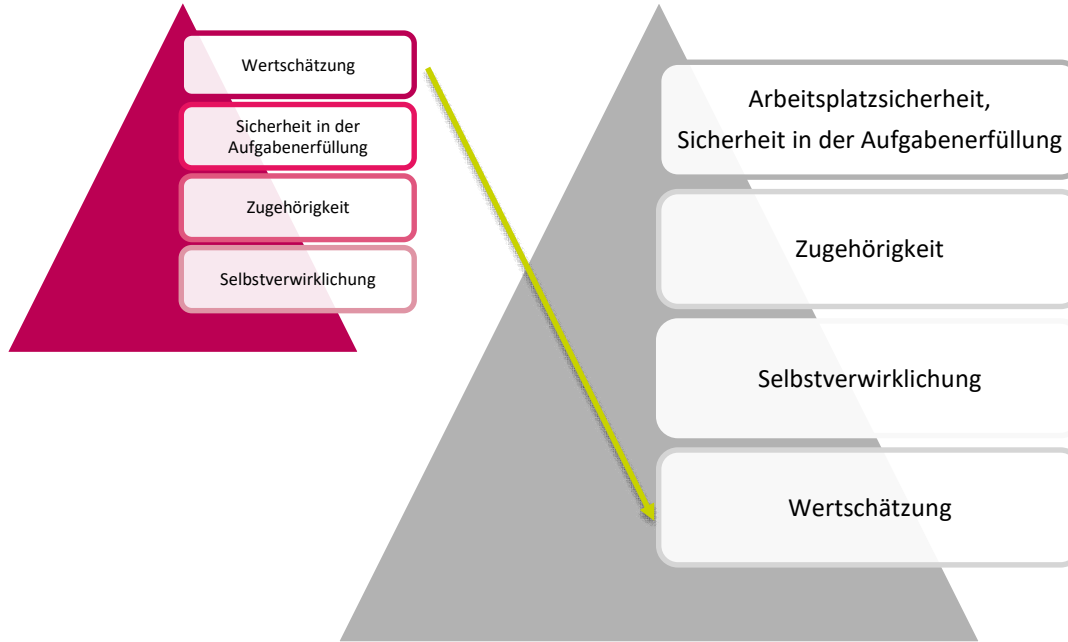 Wertschätzung
Sicherheit in der
Aufgabenerfüllung
Zugehörigkeit
Selbstverwirklichung
Arbeitsplatzsicherheit,
Sicherheit in der Aufgabenerfüllung
Zugehörigkeit
Selbstverwirklichung
Wertschätzung